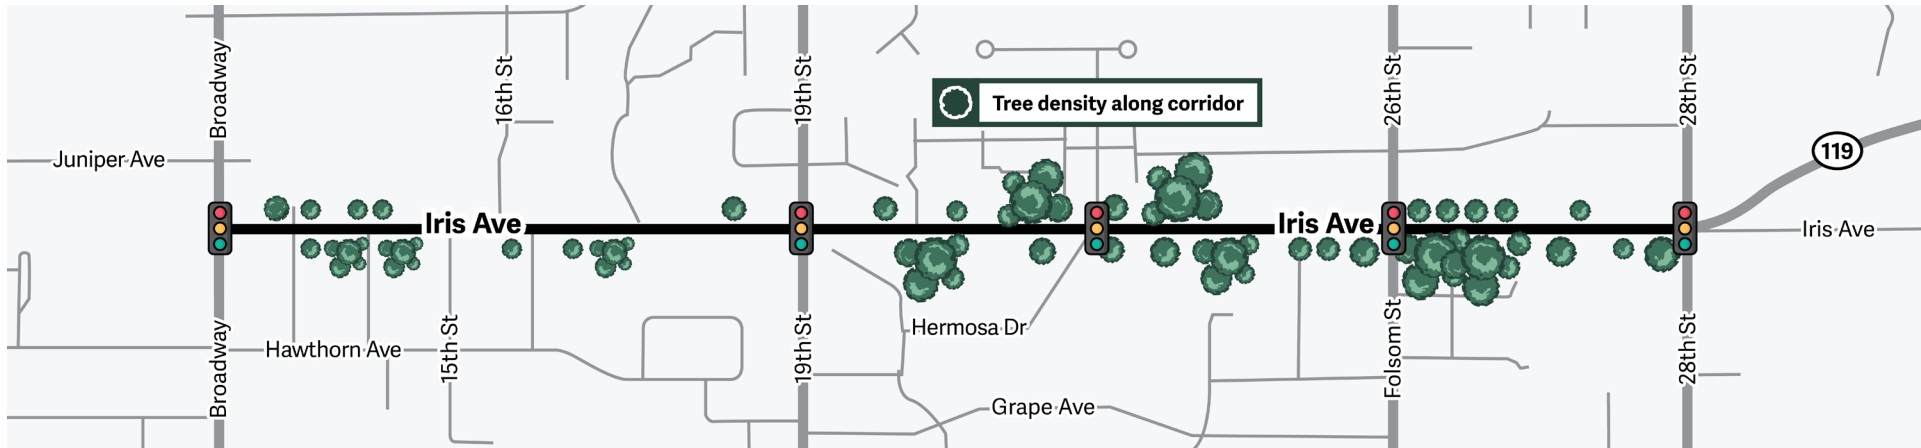 Broadway
16th St
19th St
26th St
28th St
Tree density along corridor
119
Juniper Ave
Iris Ave
Iris Ave
Iris Ave
Broadway
Hawthorn Ave
15th St
19th St
Hermosa Dr
Grape Ave
Folsom St
28th St